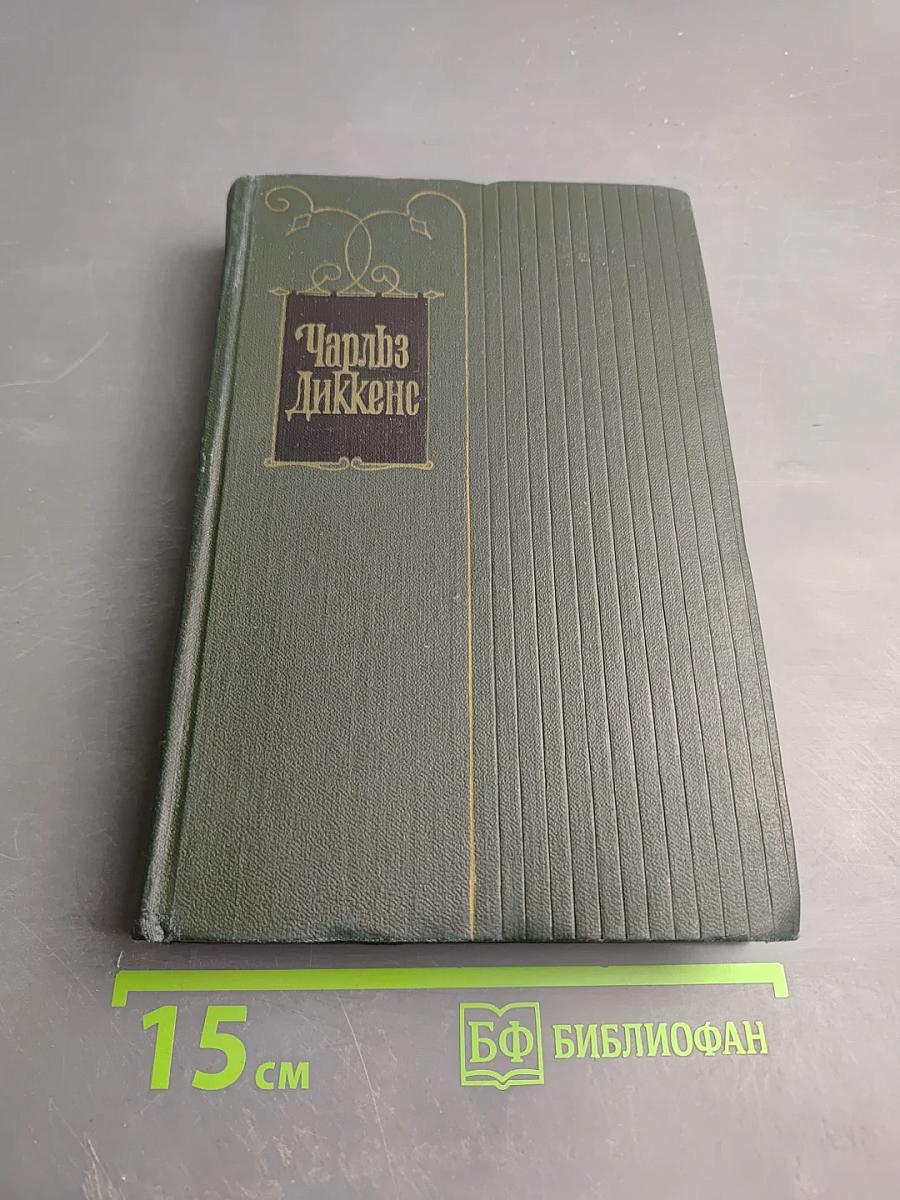 Чарльз
Диккенс
15 см
БФ БИБЛИОФАН